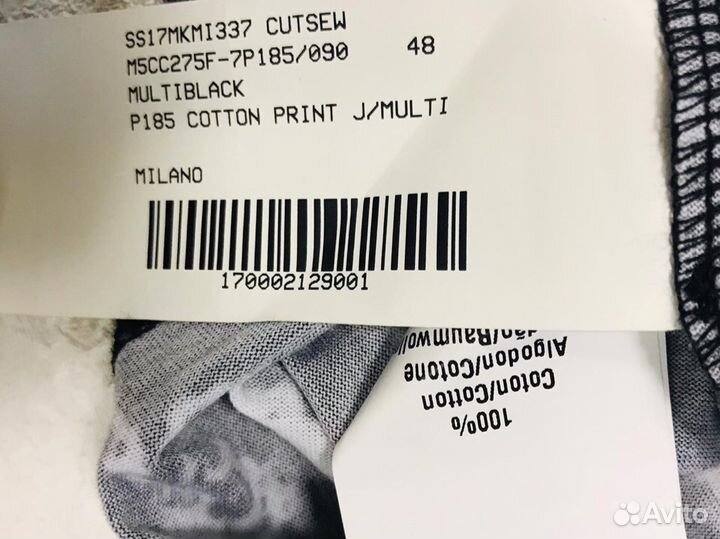 SS17MKMI337 CUTSEW
M5CC275F-7P185/090 48
MULTIBLACK
P185 COTTON PRINT J/MULTI
MILANO
170002129001
100%
Coton/Cotton
Algodon/Cotone
Avito